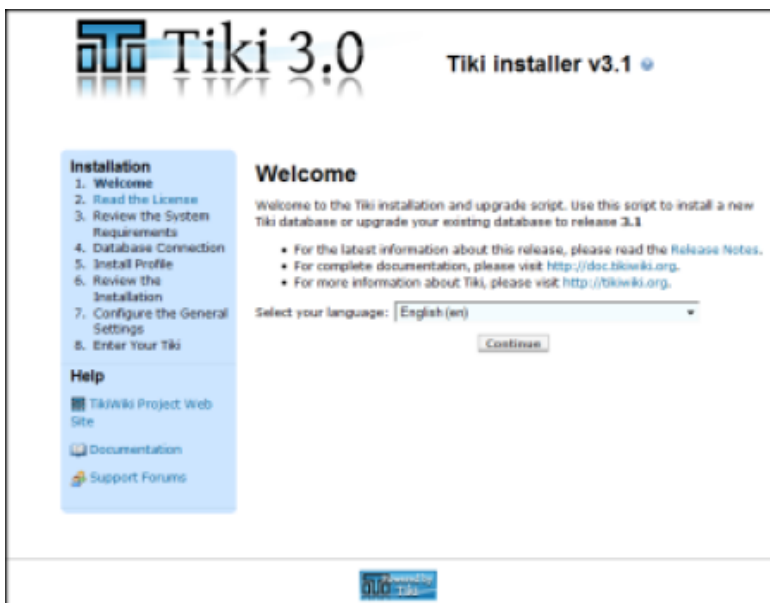 Tiki 3.0
Tiki installer v3.1
Installation
1. Welcome
2. Read the License
3. Review the System
Requirements
4. Database Connection
5. Install Profile
6. Review the
Installation
7. Configure the General
Settings
8. Enter Your Tiki
Help
TikiWiki Project Web
Site
Documentation
Support Forums
Welcome
Welcome to the Tiki installation and upgrade script. Use this script to install a new
Tiki database or upgrade your existing database to release 3.1
• For the latest information about this release, please read the Release Notes.
• For complete documentation, please visit http://doc.tikiwiki.org.
• For more information about Tiki, please visit http://tikiwiki.org.
Select your language: English (en)
Continue
Powered by
Tiki